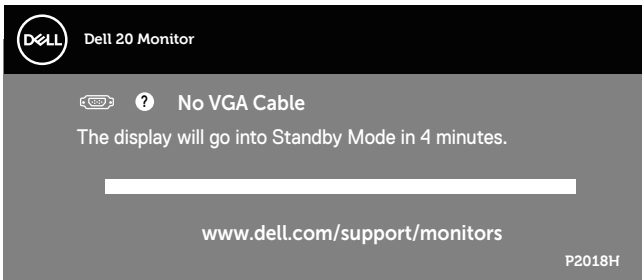 DELL
Dell 20 Monitor
? No VGA Cable
The display will go into Standby Mode in 4 minutes.
www.dell.com/support/monitors
P2018H